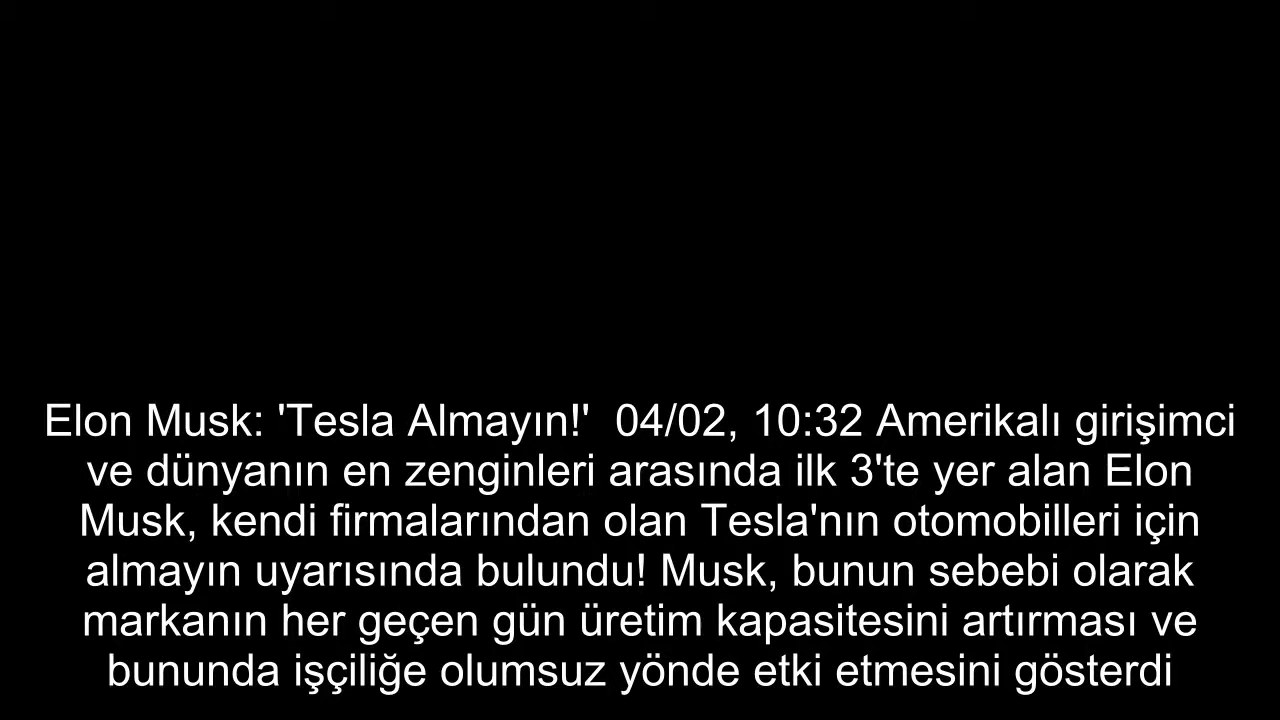 Elon Musk: 'Tesla Almayın!'  04/02, 10:32 Amerikalı girişimci
ve dünyanın en zenginleri arasında ilk 3'te yer alan Elon
Musk, kendi firmalarından olan Tesla'nın otomobilleri için
almayın uyarısında bulundu! Musk, bunun sebebi olarak
markanın her geçen gün üretim kapasitesini artırması ve
bununda işçiliğe olumsuz yönde etki etmesini gösterdi